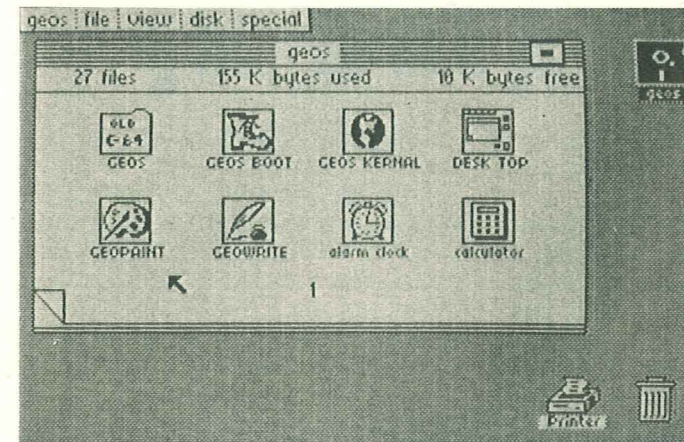 geos file view disk special
geos
27 files 155 K bytes used 10 K bytes free
OLD
C-64
GEOS GEOS BOOT GEOS KERNAL DESK TOP
GEOPAINT GEOWRITE alarm clock calculator
1
geos
Printer